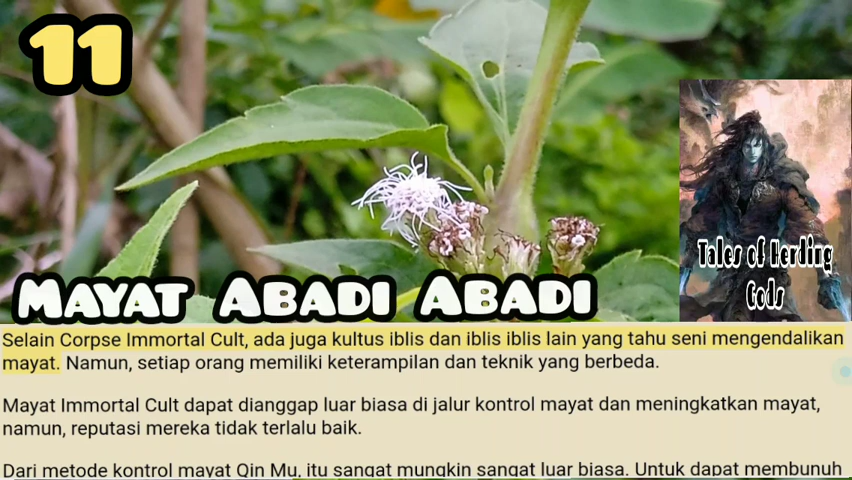 11
Tales of Herding
Gods
MAYAT ABADI ABADI
Selain Corpse Immortal Cult, ada juga kultus iblis dan iblis iblis lain yang tahu seni mengendalikan
mayat. Namun, setiap orang memiliki keterampilan dan teknik yang berbeda.
Mayat Immortal Cult dapat dianggap luar biasa di jalur kontrol mayat dan meningkatkan mayat,
namun, reputasi mereka tidak terlalu baik.
Dari metode kontrol mayat Qin Mu, itu sangat mungkin sangat luar biasa. Untuk dapat membunuh